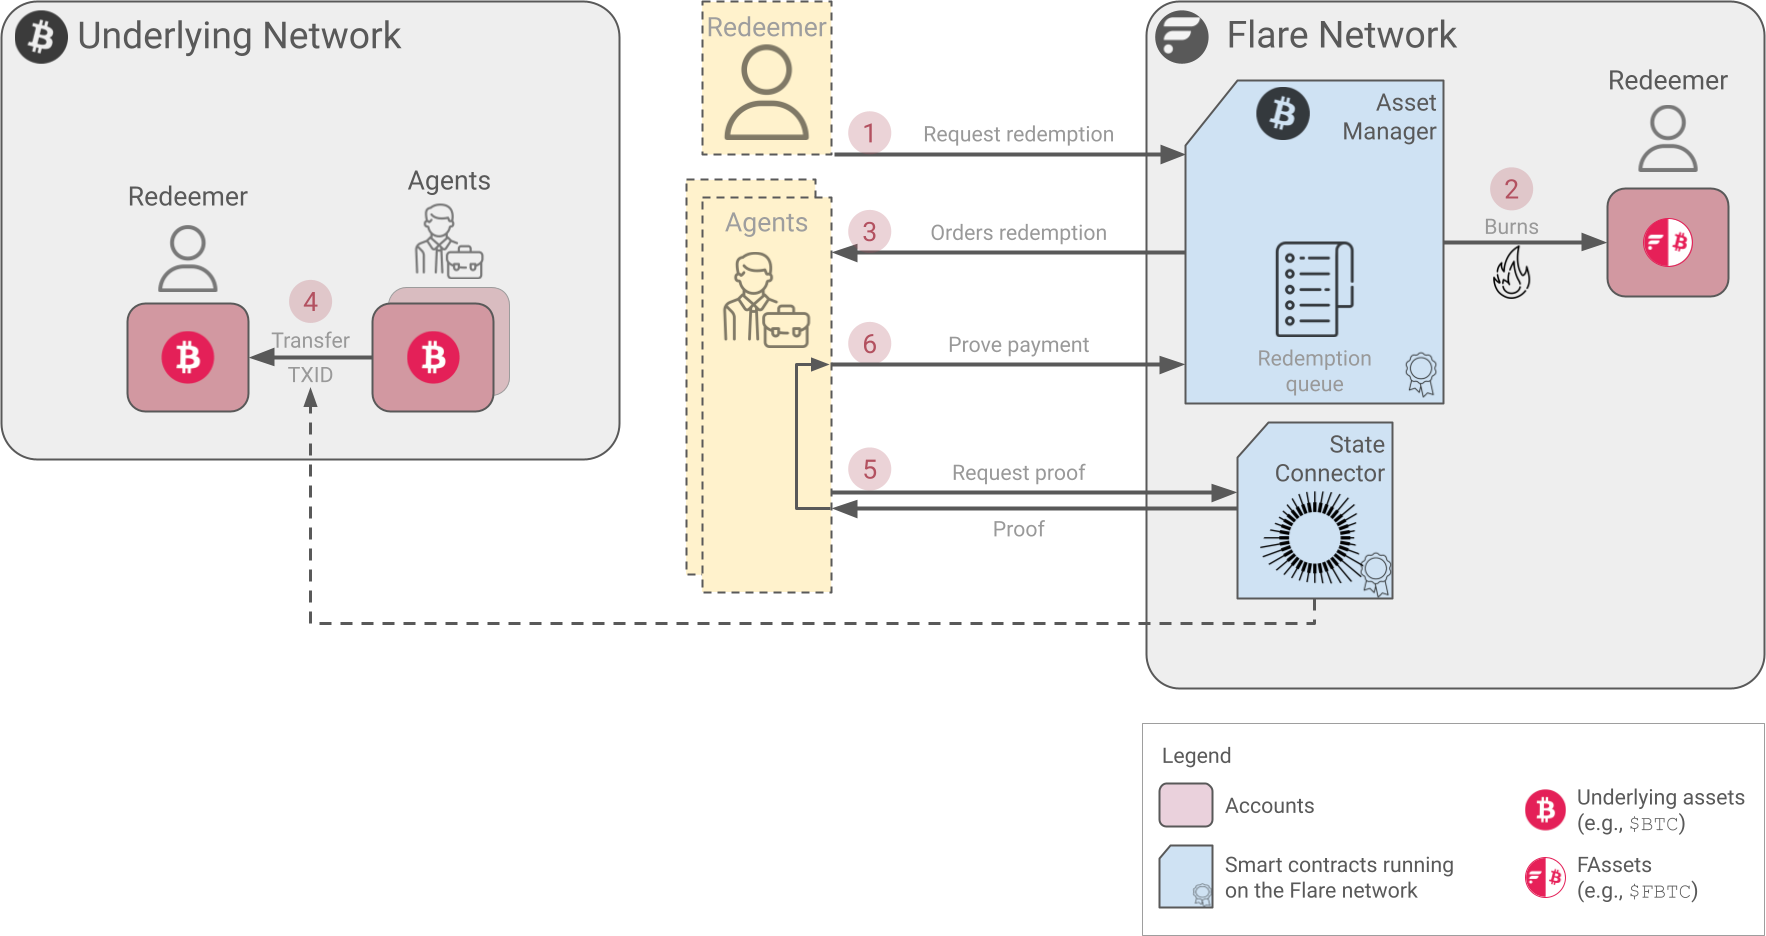 Underlying Network
Redeemer
Agents
4
Transfer
TXID
Redeemer
Agents
1
Request redemption
3
Orders redemption
6
Prove payment
5
Request proof
Proof
Flare Network
Asset
Manager
Redemption
queue
2
Burns
Redeemer
State
Connector
Legend
Accounts
Smart contracts running
on the Flare network
Underlying assets
(e.g., $BTC)
FAssets
(e.g., $FBTC)